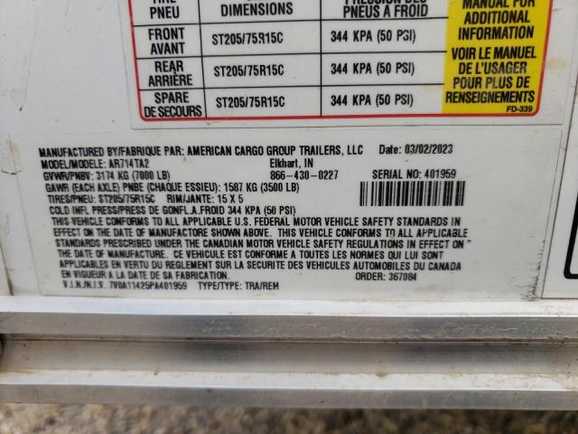 TIRE
PNEU
PRESSION DES
PNEUS À FROID
FRONT
AVANT
ST205/75R15C
344 KPA (50 PSI)
REAR
ARRIÈRE
ST205/75R15C
344 KPA (50 PSI)
SPARE
DE SECOURS
ST205/75R15C
344 KPA (50 PSI)
MANUAL FOR
ADDITIONAL
INFORMATION
VOIR LE MANUEL
DE L'USAGER
POUR PLUS DE
RENSEIGNEMENTS
FD-339
MANUFACTURED BY/FABRIQUE PAR: AMERICAN CARGO GROUP TRAILERS, LLC Date: 03/02/2023
MODEL/MODELE: AR714TA2 Elkhart, IN
GVWR/PNBV: 3174 KG (7000 LB) 866-430-0227 SERIAL NO: 401959
GAWR (EACH AXLE) PNBE (CHAQUE ESSIEU): 1587 KG (3500 LB)
TIRES/PNEU: ST205/75R15C RIM/JANTE: 15 X 5
COLD INFL PRESS/PRESS DE GONFL.A.FROID 344 KPA (50 PSI)
THIS VEHICLE CONFORMS TO ALL APPLICABLE U.S. FEDERAL MOTOR VEHICLE SAFETY STANDARDS IN
EFFECT ON THE DATE OF MANUFACTORE SHOWN ABOVE. THIS VEHICLE CONFORMS TO ALL APPLICABLE
STANDARDS PRESCRIBED UNDER THE CANADIAN MOTOR VEHICLE SAFETY REGULATIONS IN EFFECT ON
THE DATE OF MANUFACTURE. CE VEHICULE EST CONFORME A TOUTES LES NORMES QUI LUI SONT
APPLICABLES EN VERTU DU REGLEMENT SUR LA SECURITE DES VEHICULES AUTOMOBILES DU CANADA
EN VIGUEUR A LA DATE DE SA FABRICATION. ORDER: 367084
V.I.N./N.I.V. 7V0A11425PA401959 TYPE/TYPE: TRA/REM